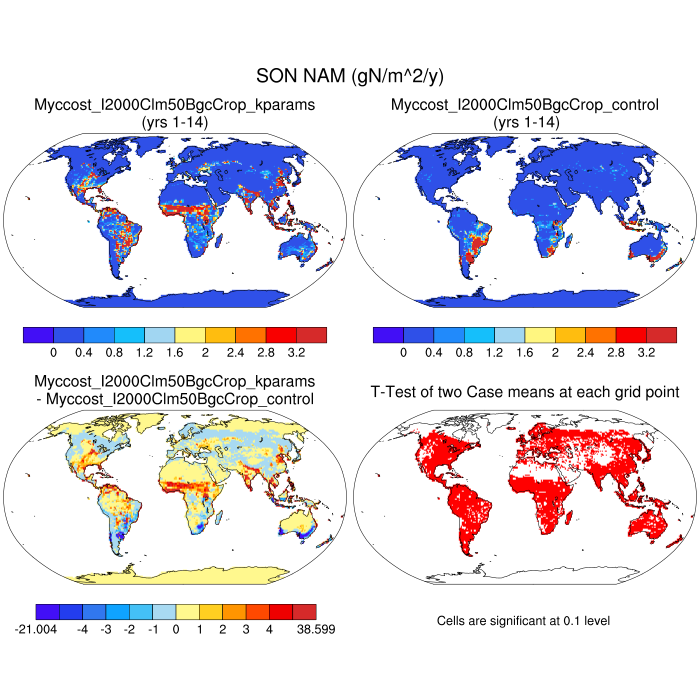 SON NAM (gN/m^2/y)
Myccost_I2000Clm50BgcCrop_kparams
(yrs 1-14)
Myccost_I2000Clm50BgcCrop_control
(yrs 1-14)
0 0.4 0.8 1.2 1.6 2 2.4 2.8 3.2
0 0.4 0.8 1.2 1.6 2 2.4 2.8 3.2
Myccost_I2000Clm50BgcCrop_kparams
- Myccost_I2000Clm50BgcCrop_control
T-Test of two Case means at each grid point
-21.004 -4 -3 -2 -1 0 1 2 3 4 38.599
Cells are significant at 0.1 level